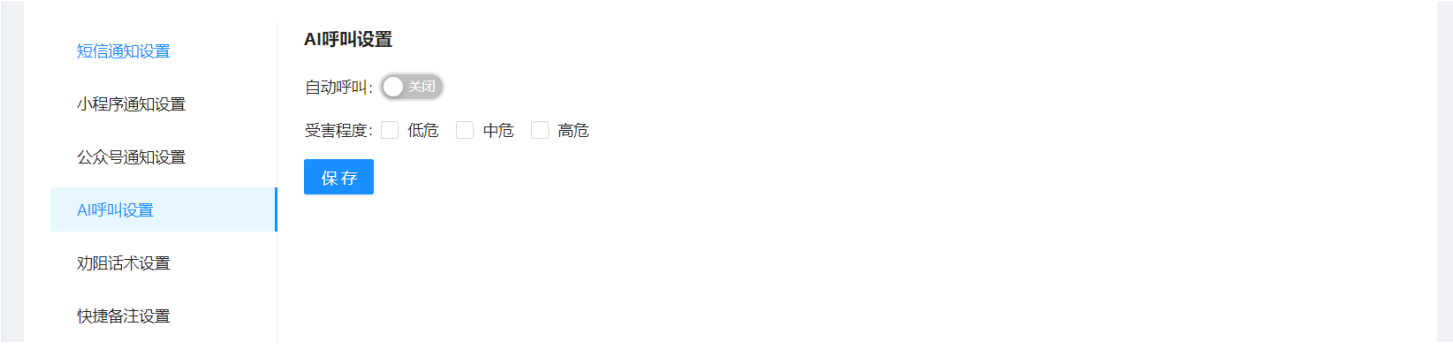 短信通知设置
小程序通知设置
公众号通知设置
AI呼叫设置
劝阻话术设置
快捷备注设置
AI呼叫设置
自动呼叫: 关闭
受害程度: 低危 中危 高危
保存